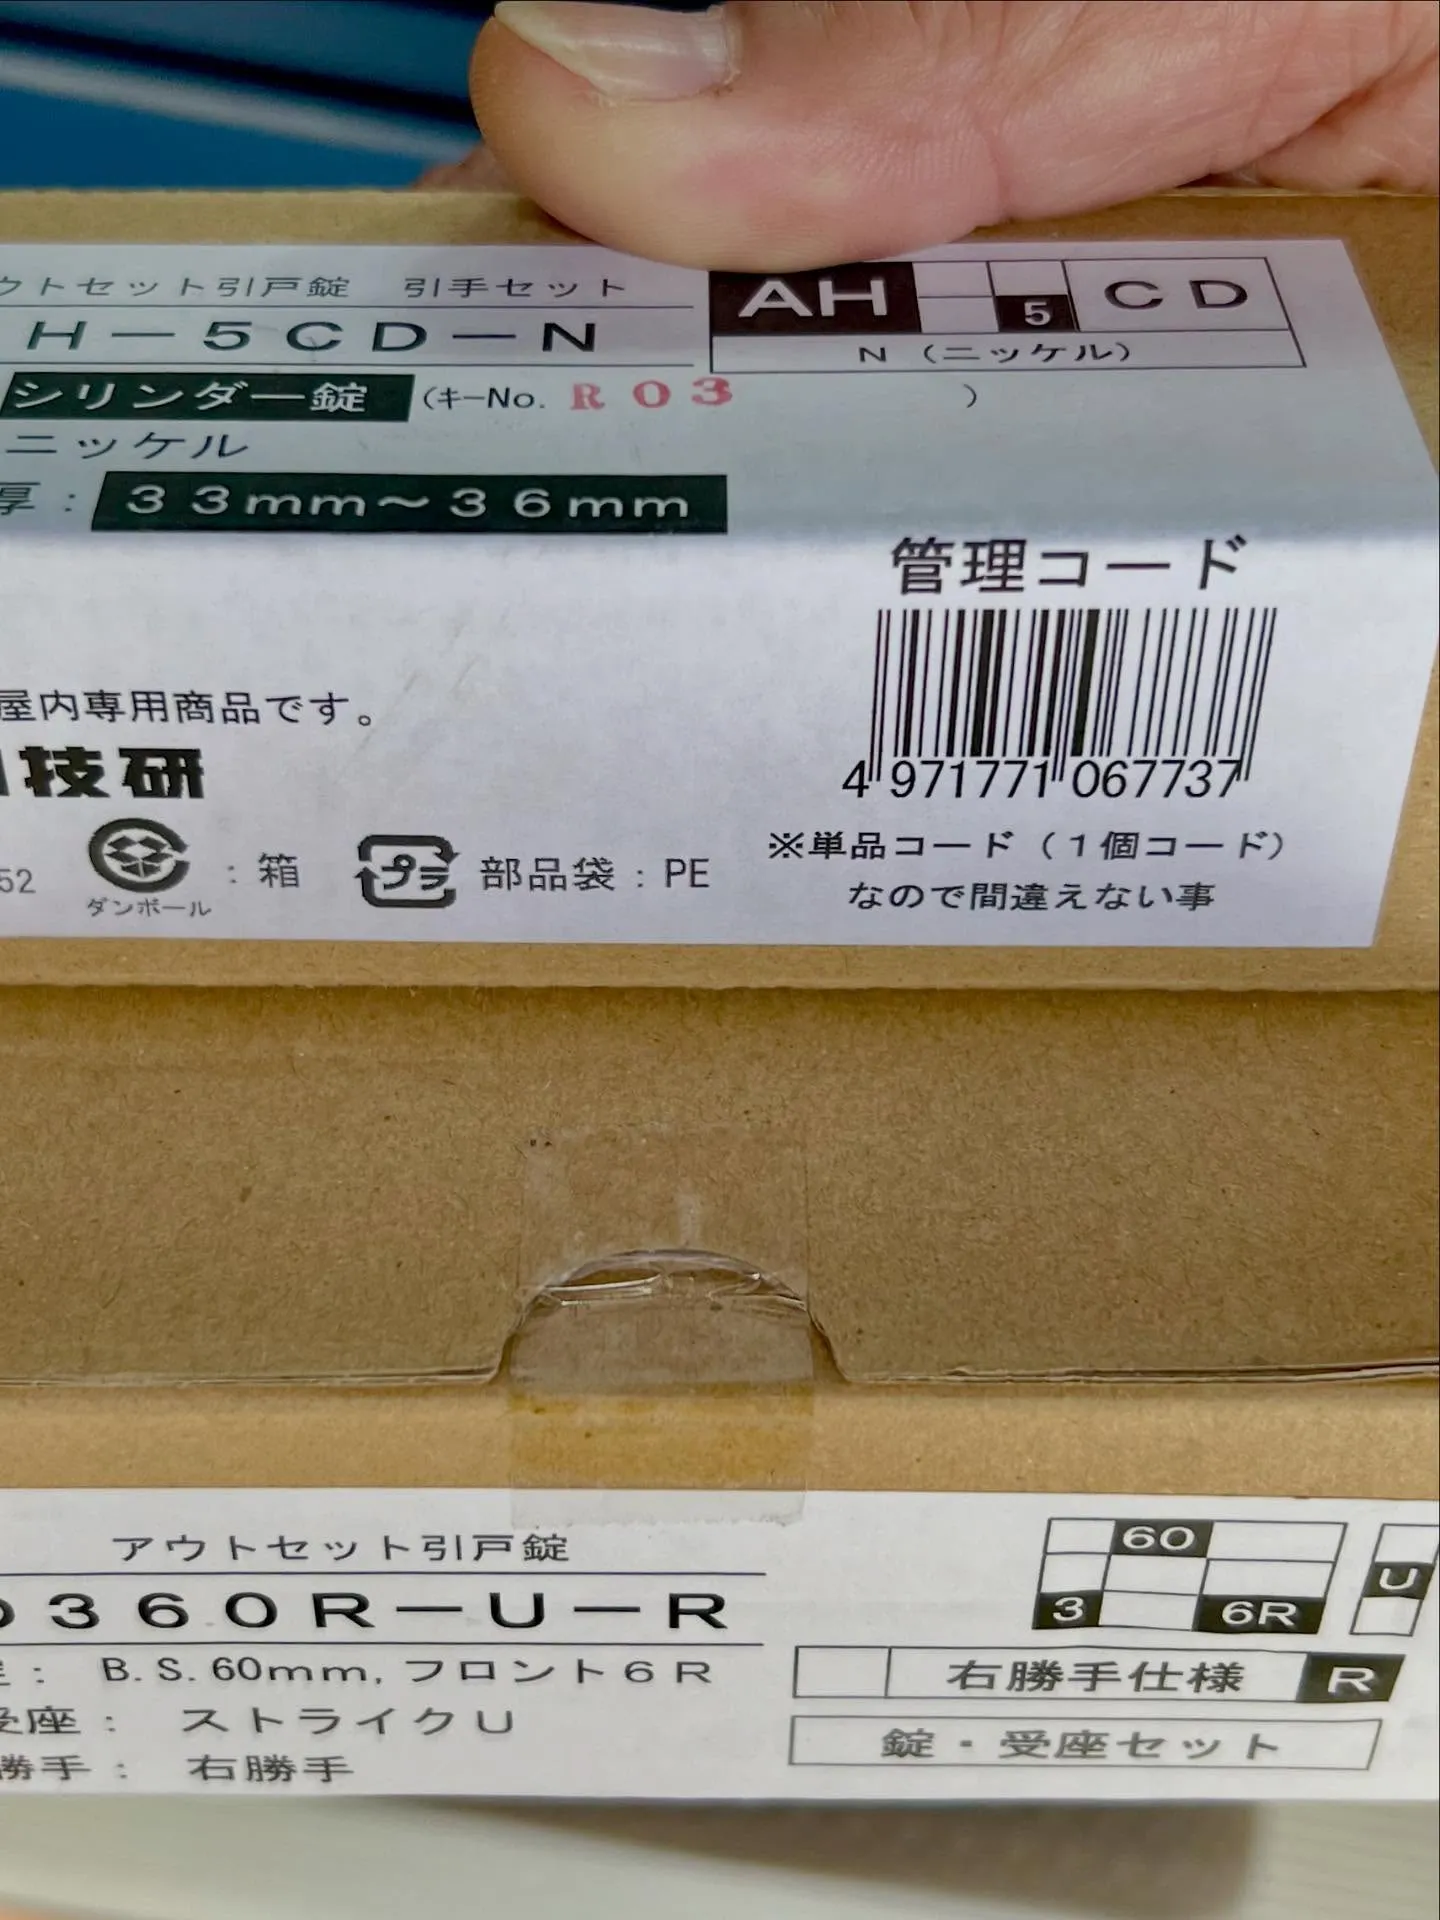 ウトセット引戸錠 引手セット
H-5CD-N
シリンダー錠 (キーNo. R03 )
ニッケル
厚: 33mm～36mm
AH 5 CD
N (ニッケル)
管理コード
4 971771 067737
※単品コード(1個コード)
なので間違えない事
屋内専用商品です。
技研
52
ダンボール
: 箱
プラ
部品袋: PE
アウトセット引戸錠
360R-U-R
: B.S.60mm, フロント6R
受座: ストライクU
勝手: 右勝手
60
3 6R
U
右勝手仕様 R
錠・受座セット